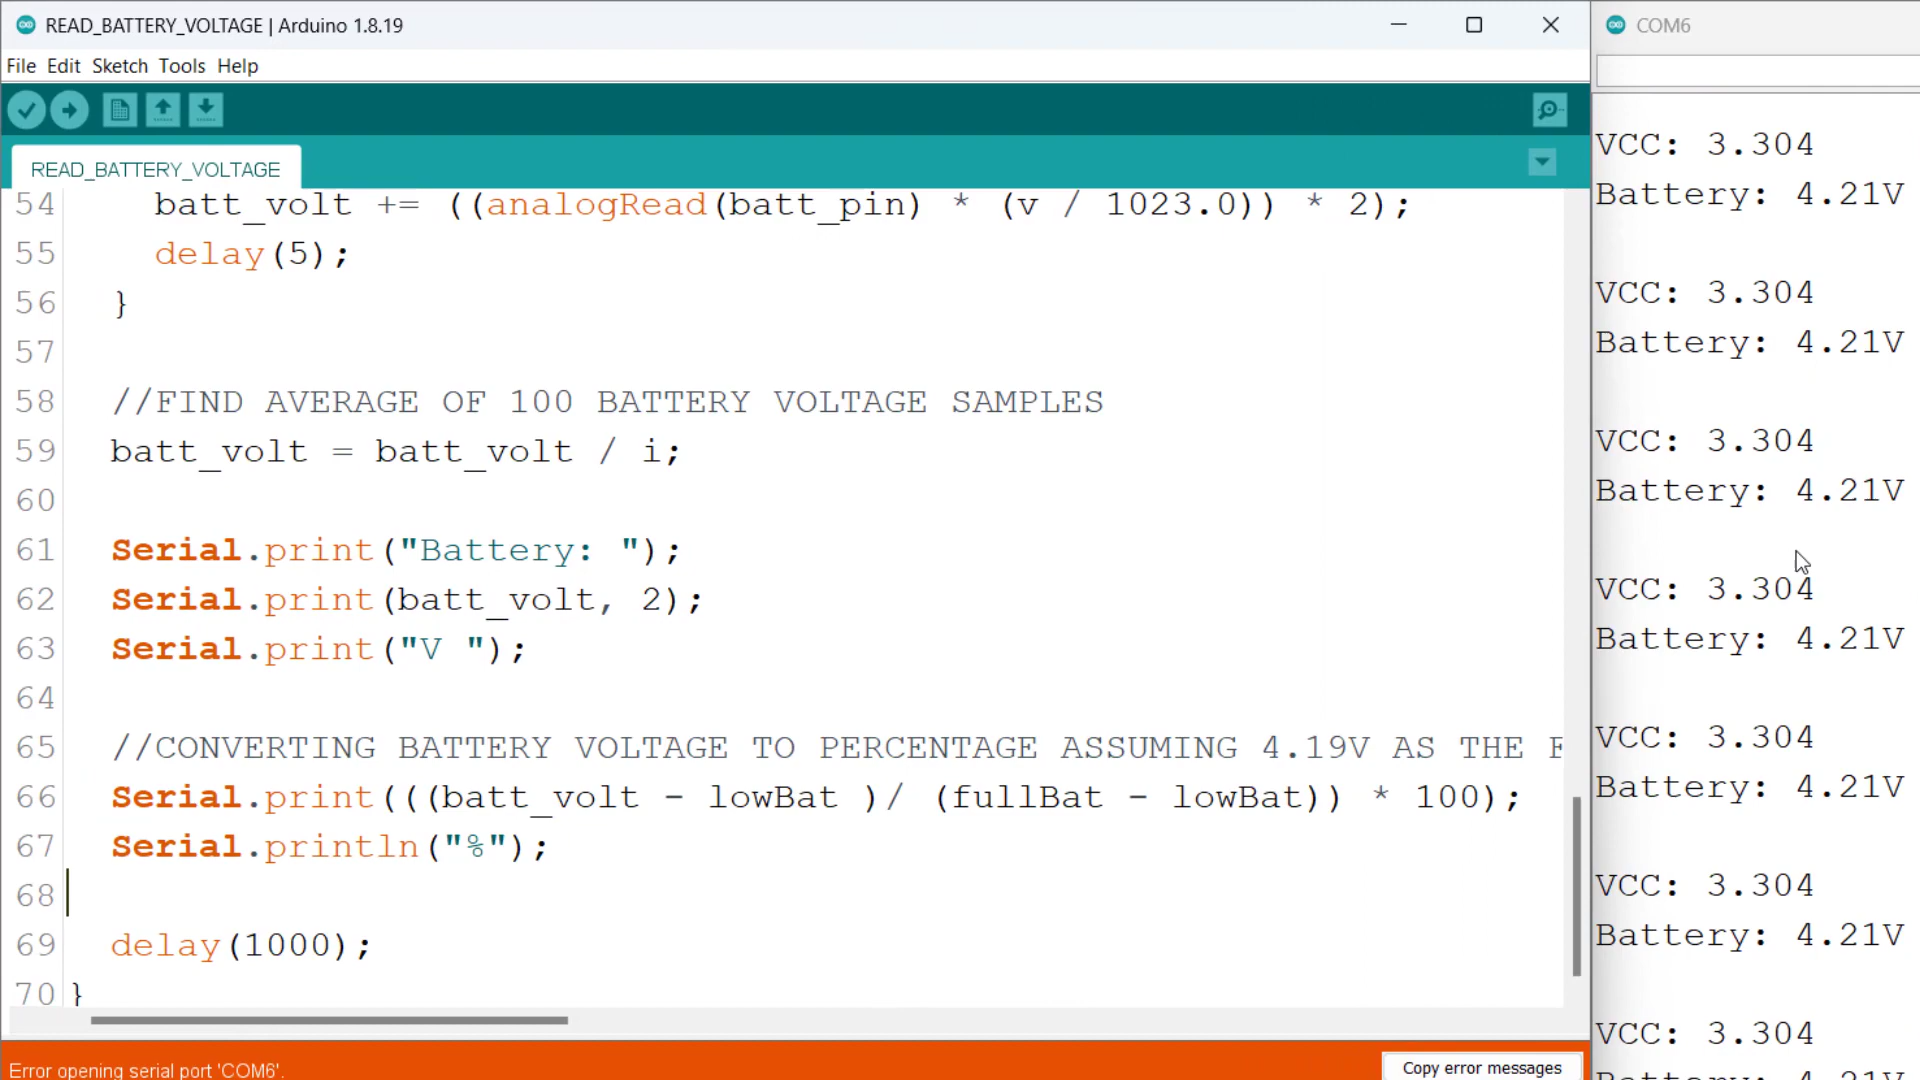 READ_BATTERY_VOLTAGE | Arduino 1.8.19
File Edit Sketch Tools Help
READ_BATTERY_VOLTAGE
54 batt_volt += ((analogRead(batt_pin) * (v / 1023.0)) * 2);
55 delay(5);
56 }
57
58 //FIND AVERAGE OF 100 BATTERY VOLTAGE SAMPLES
59 batt_volt = batt_volt / i;
60
61 Serial.print("Battery: ");
62 Serial.print(batt_volt, 2);
63 Serial.print("V ");
64
65 //CONVERTING BATTERY VOLTAGE TO PERCENTAGE ASSUMING 4.19V AS THE
66 Serial.print(((batt_volt - lowBat )/ (fullBat - lowBat)) * 100);
67 Serial.println("%");
68
69 delay(1000);
70 }
Error opening serial port 'COM6'.
Copy error messages
COM6
VCC: 3.304
Battery: 4.21V
VCC: 3.304
Battery: 4.21V
VCC: 3.304
Battery: 4.21V
VCC: 3.304
Battery: 4.21V
VCC: 3.304
Battery: 4.21V
VCC: 3.304
Battery: 4.21V
VCC: 3.304
Battery: 4.21V